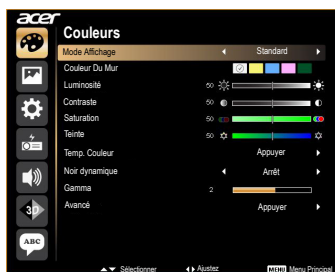 acer
Couleurs
Mode Affichage Standard
Couleur Du Mur
Luminosité 50
Contraste 50
Saturation 50
Teinte 50
Temp. Couleur Appuyer
Noir dynamique Arrêt
Gamma 2
Avancé Appuyer
3D
ABC
Sélectionner Ajustez MENU Menu Principal